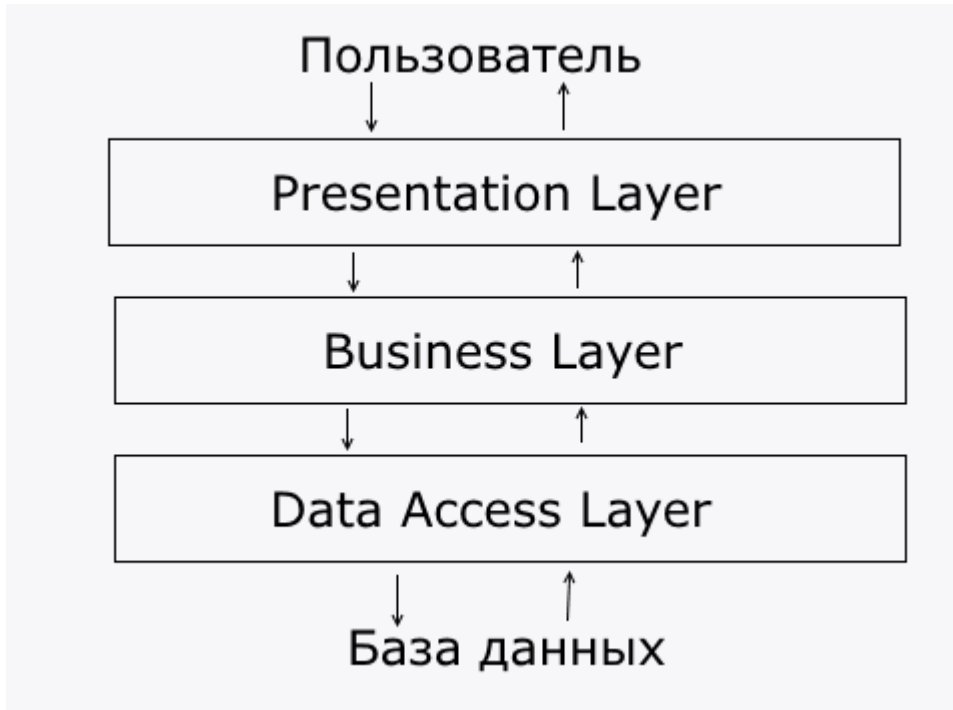 Пользователь
Presentation Layer
Business Layer
Data Access Layer
База данных